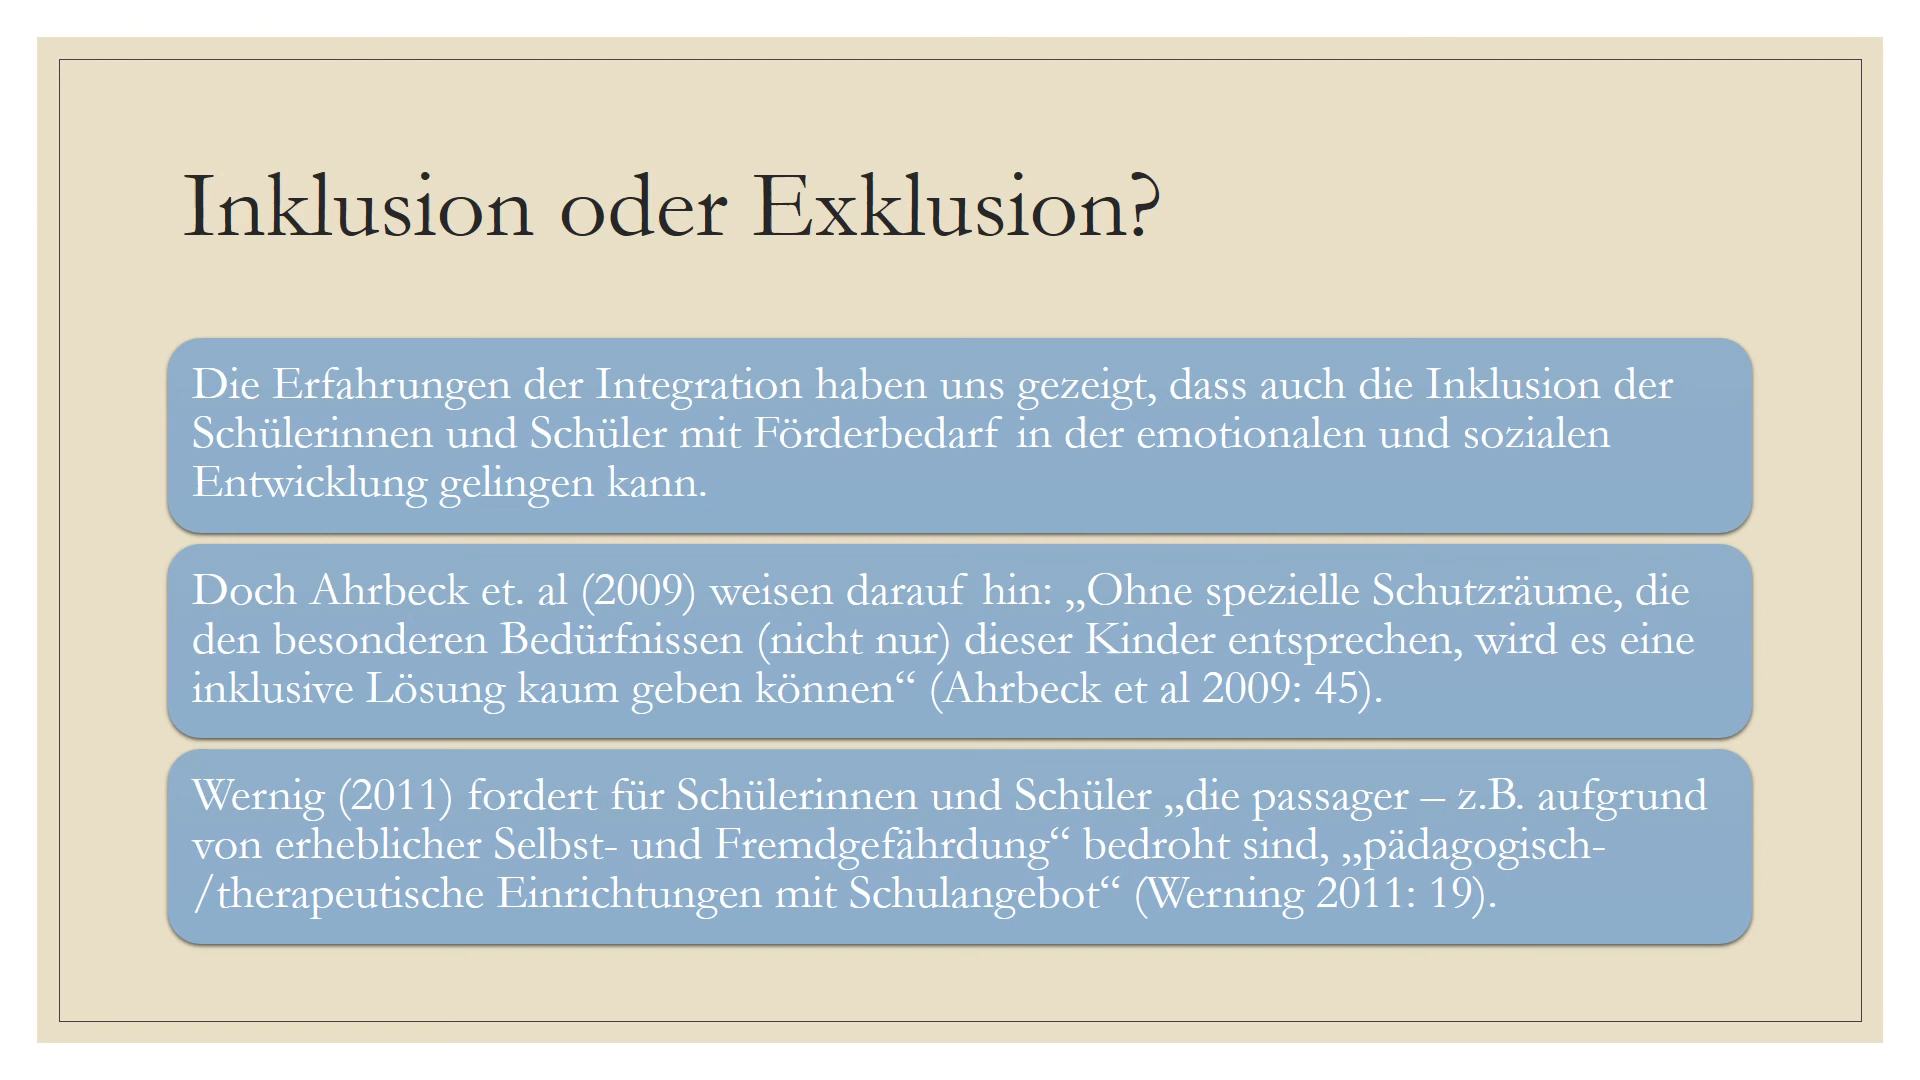 Inklusion oder Exklusion?
Die Erfahrungen der Integration haben uns gezeigt, dass auch die Inklusion der
Schülerinnen und Schüler mit Förderbedarf in der emotionalen und sozialen
Entwicklung gelingen kann.
Doch Ahrbeck et. al (2009) weisen darauf hin: „Ohne spezielle Schutzräume, die
den besonderen Bedürfnissen (nicht nur) dieser Kinder entsprechen, wird es eine
inklusive Lösung kaum geben können“ (Ahrbeck et al 2009: 45).
Wernig (2011) fordert für Schülerinnen und Schüler „die passager – z.B. aufgrund
von erheblicher Selbst- und Fremdgefährdung“ bedroht sind, „pädagogisch-
/therapeutische Einrichtungen mit Schulangebot“ (Werning 2011: 19).